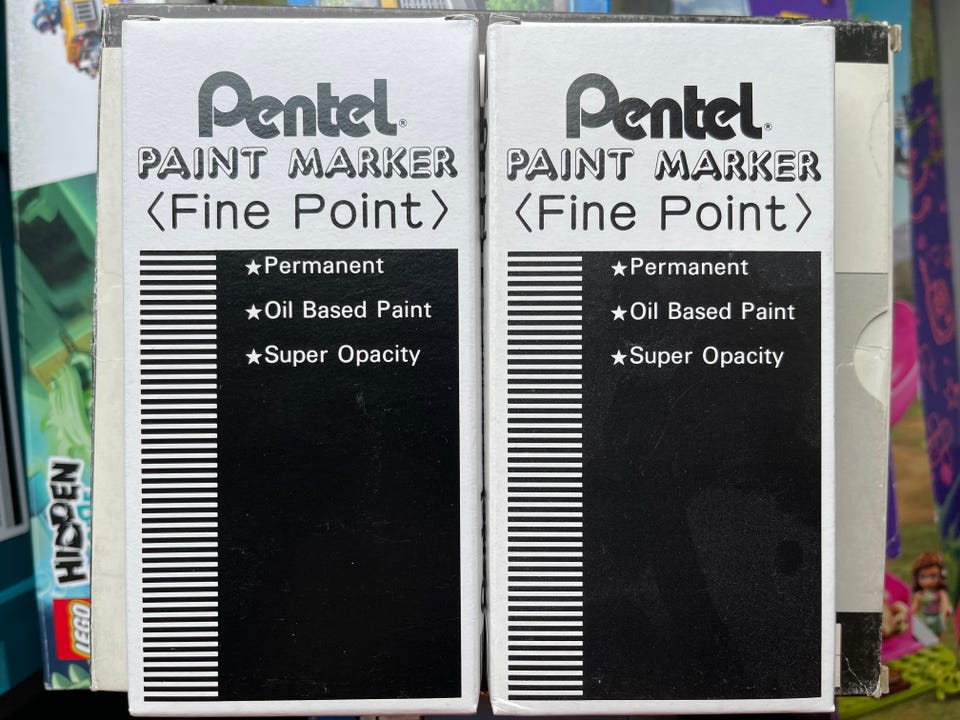 Pentel®
PAINT MARKER
〈Fine Point〉
★Permanent
★Oil Based Paint
★Super Opacity
Pentel®
PAINT MARKER
〈Fine Point〉
★Permanent
★Oil Based Paint
★Super Opacity
HIDDEN
LEGO